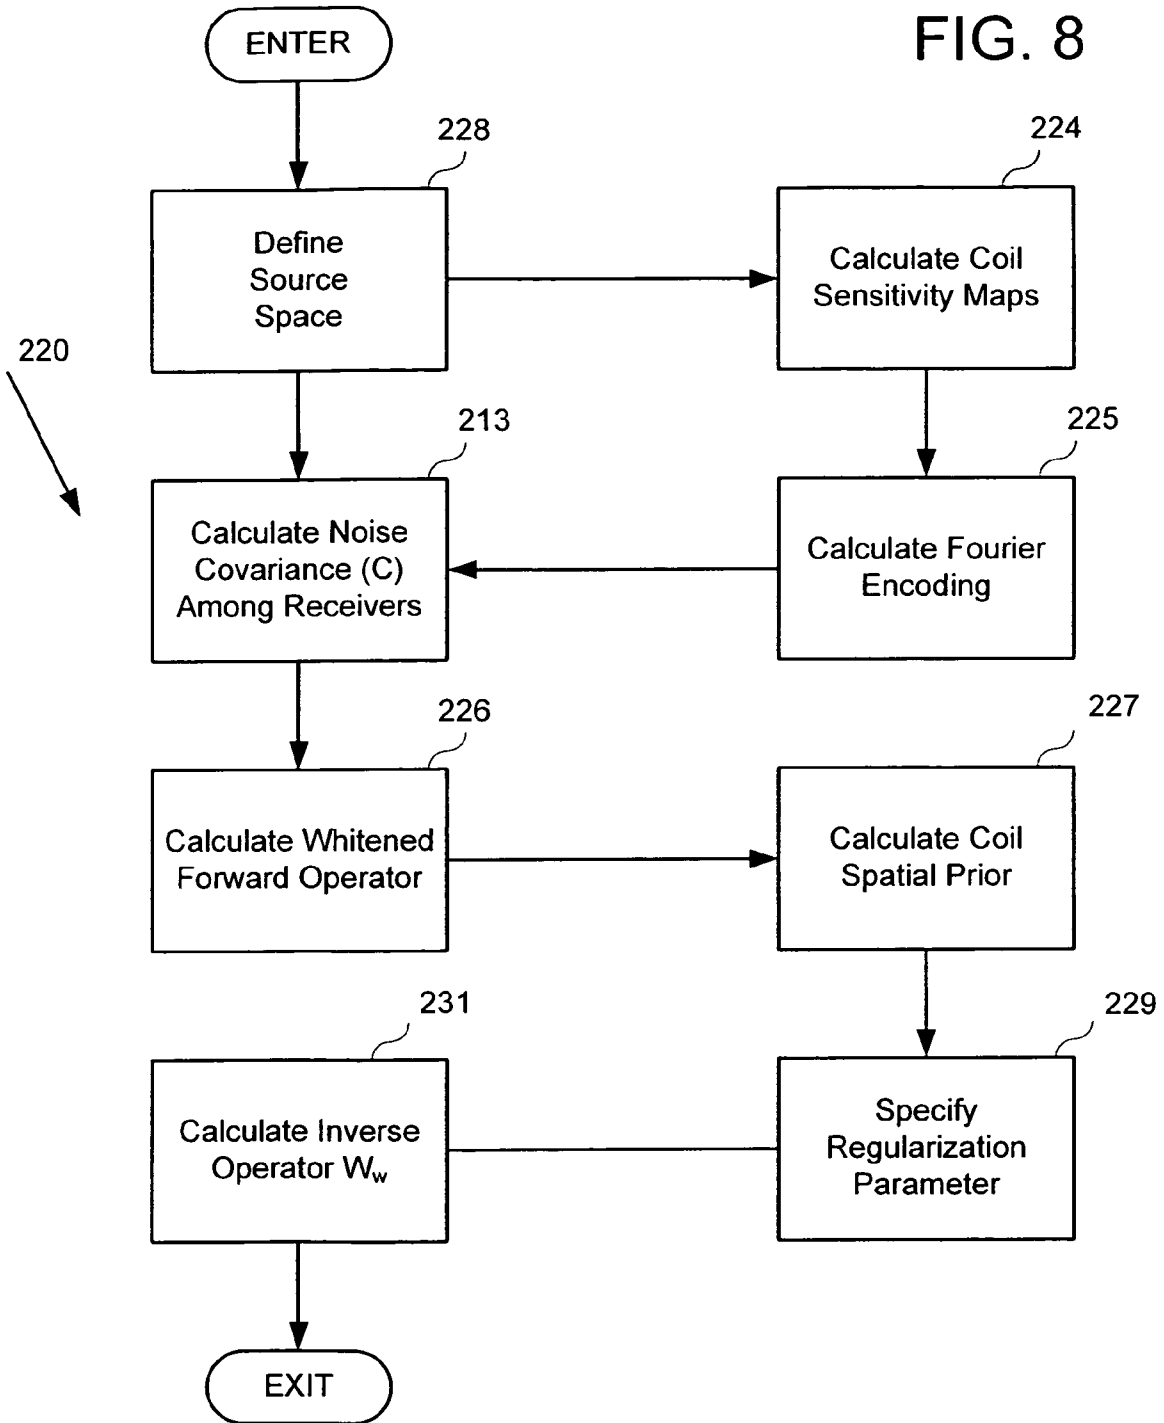 FIG. 8
ENTER
228
Define
Source
Space
224
Calculate Coil
Sensitivity Maps
220
213
Calculate Noise
Covariance (C)
Among Receivers
225
Calculate Fourier
Encoding
226
Calculate Whitened
Forward Operator
227
Calculate Coil
Spatial Prior
231
Calculate Inverse
Operator Ww
229
Specify
Regularization
Parameter
EXIT